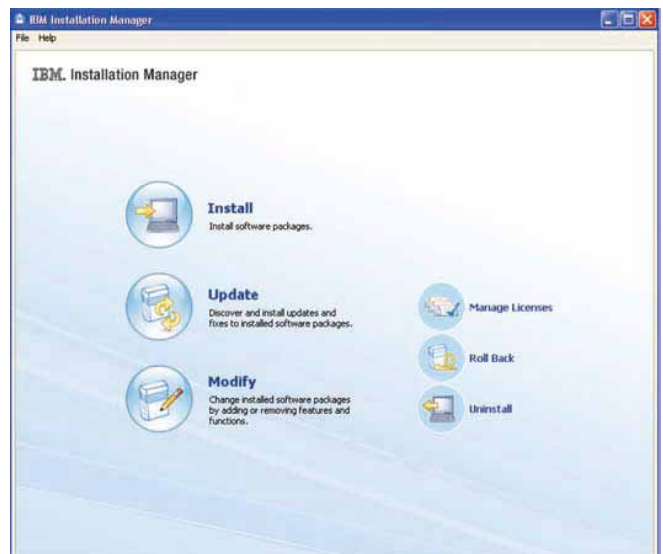 IBM Installation Manager
File Help
IBM. Installation Manager
Install
Install software packages.
Update
Discover and install updates and
fixes to installed software packages.
Manage Licenses
Roll Back
Modify
Change installed software packages
by adding or removing features and
functions.
Uninstall